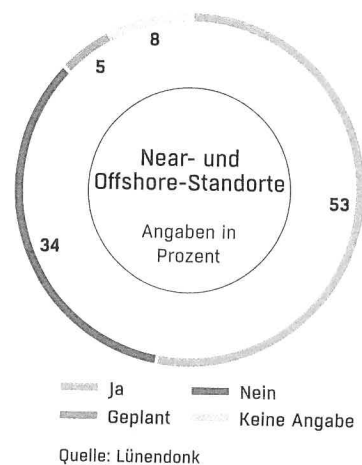 8
5
Near- und
Offshore-Standorte
53
Angaben in
Prozent
34
Ja
Nein
Geplant
Keine Angabe
Quelle: Lünendonk